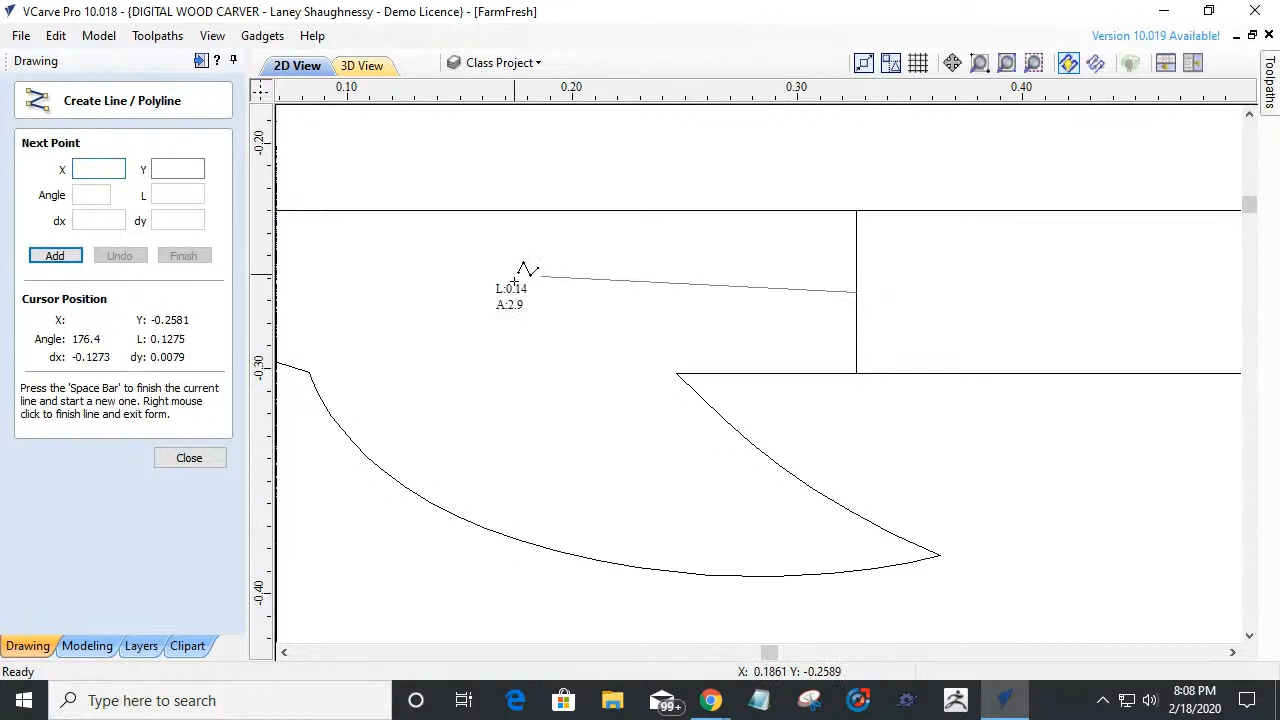 VCarve Pro 10.018 - {DIGITAL WOOD CARVER - Laney Shaughnessy - Demo Licence} - [FarmFresh]
File Edit Model Toolpaths View Gadgets Help
Version 10.019 Available!
Drawing
2D View 3D View Class Project
Toolpaths
Create Line / Polyline
0.10 0.20 0.30 0.40
Next Point
X Y
Angle L
dx dy
Add Undo Finish
-0.20
-0.30
-0.40
L:0.14
A:2.9
Cursor Position
X: Y: -0.2581
Angle: 176.4 L: 0.1275
dx: -0.1273 dy: 0.0079
Press the 'Space Bar' to finish the current
line and start a new one. Right mouse
click to finish line and exit form.
Close
Drawing Modeling Layers Clipart
Ready
X: 0.1861 Y: -0.2589
Type here to search
99+
8:08 PM
2/18/2020